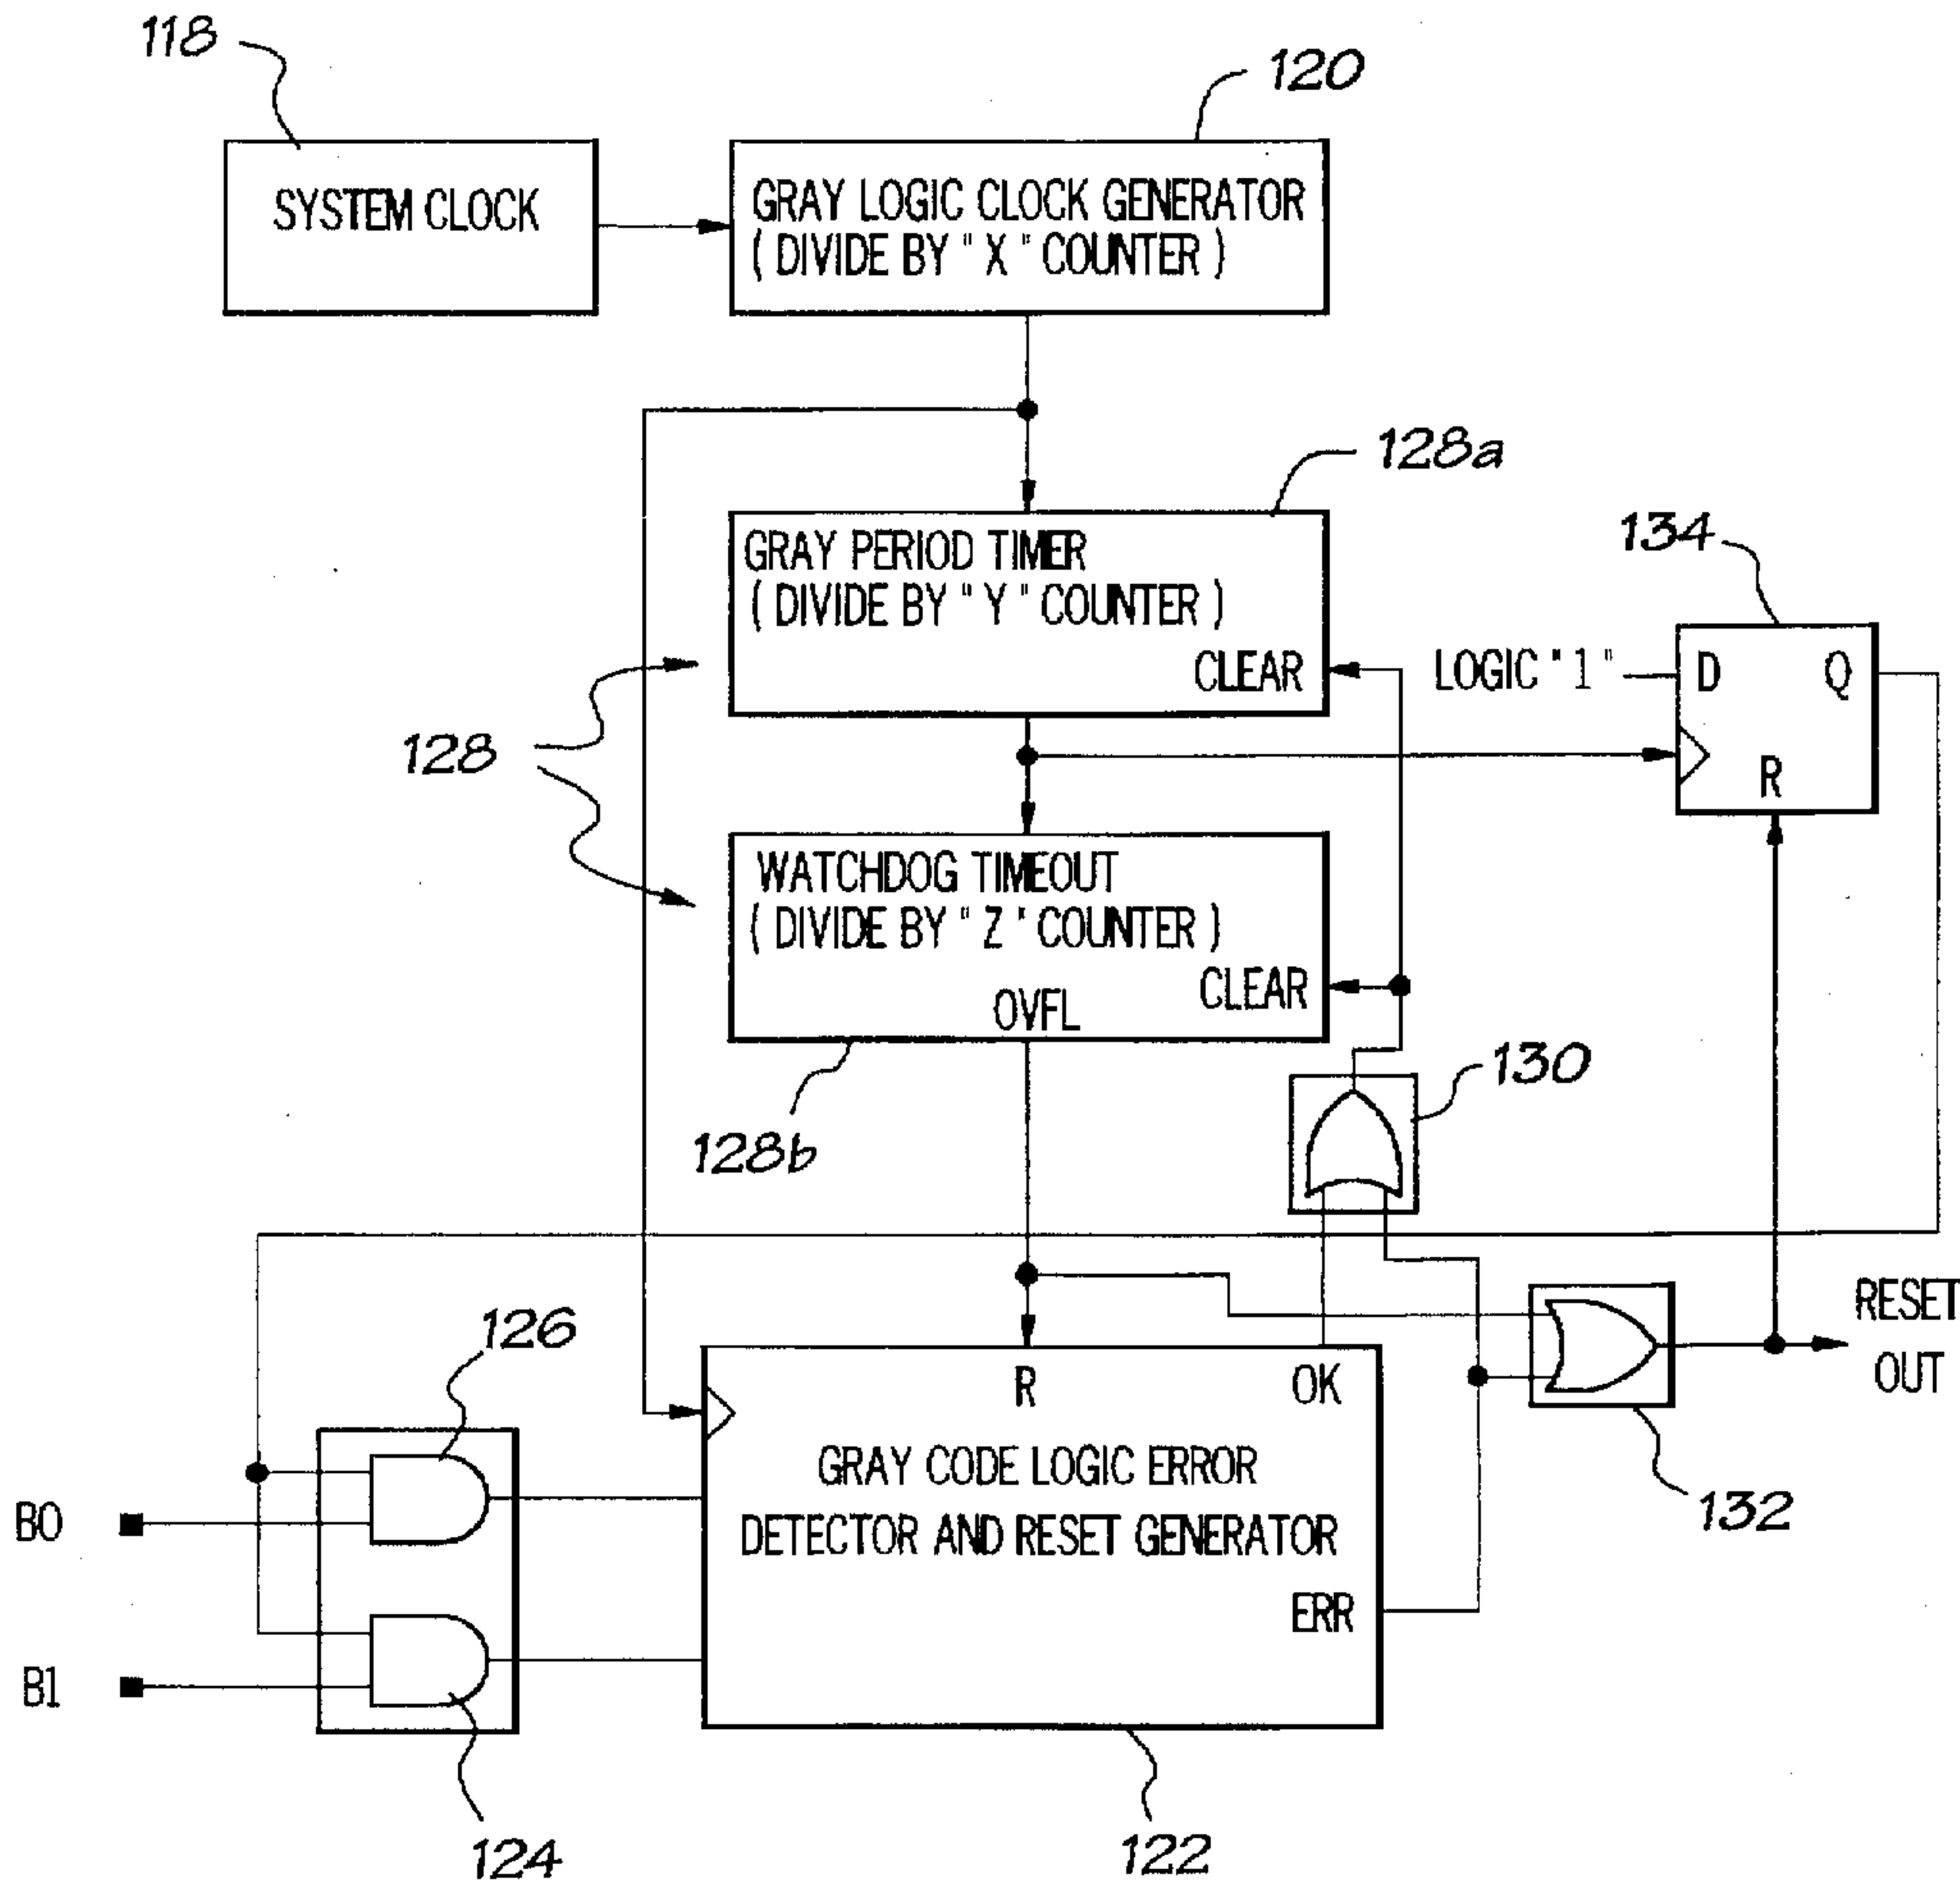 118
120
SYSTEM CLOCK
GRAY LOGIC CLOCK GENERATOR
( DIVIDE BY " X " COUNTER )
128a
GRAY PERIOD TIMER
( DIVIDE BY " Y " COUNTER )
CLEAR
134
LOGIC "1"
D
Q
R
128
WATCHDOG TIMEOUT
( DIVIDE BY " Z " COUNTER )
CLEAR
OVFL
128b
130
126
RESET
OUT
R
OK
GRAY CODE LOGIC ERROR
DETECTOR AND RESET GENERATOR
ERR
132
B0
B1
124
122